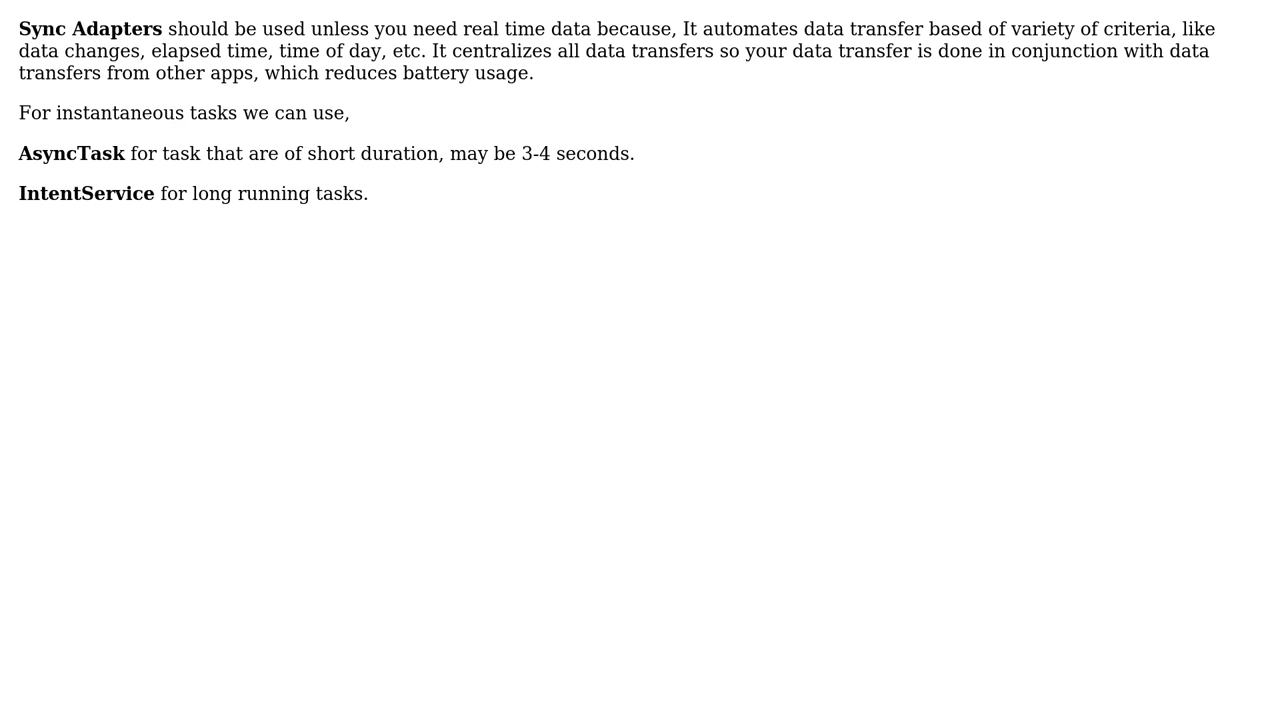 Sync Adapters should be used unless you need real time data because, It automates data transfer based of variety of criteria, like
data changes, elapsed time, time of day, etc. It centralizes all data transfers so your data transfer is done in conjunction with data
transfers from other apps, which reduces battery usage.
For instantaneous tasks we can use,
AsyncTask for task that are of short duration, may be 3-4 seconds.
IntentService for long running tasks.